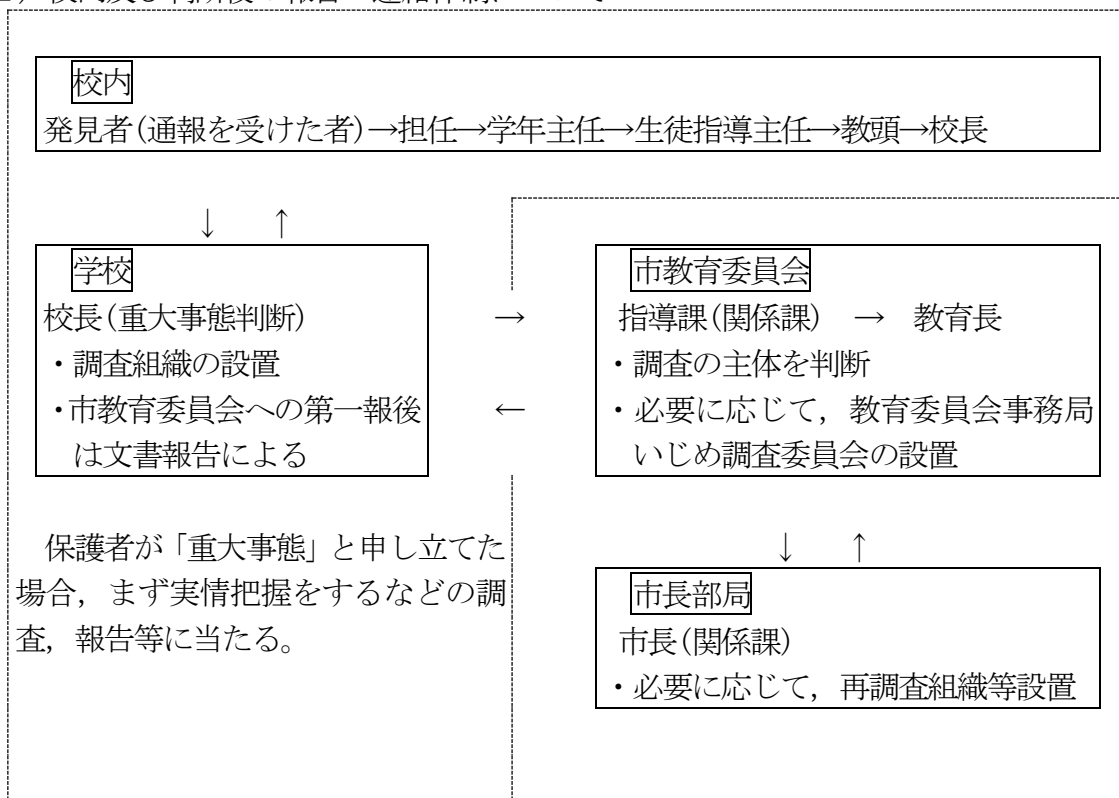 校内
発見者(通報を受けた者)→担任→学年主任→生徒指導主任→教頭→校長
↓ ↑
学校
校長(重大事態判断)
・調査組織の設置
・市教育委員会への第一報後
は文書報告による
→
←
市教育委員会
指導課(関係課) → 教育長
・調査の主体を判断
・必要に応じて，教育委員会事務局
いじめ調査委員会の設置
保護者が「重大事態」と申し立てた
場合，まず実情把握をするなどの調
査，報告等に当たる。
↓ ↑
市長部局
市長(関係課)
・必要に応じて，再調査組織等設置